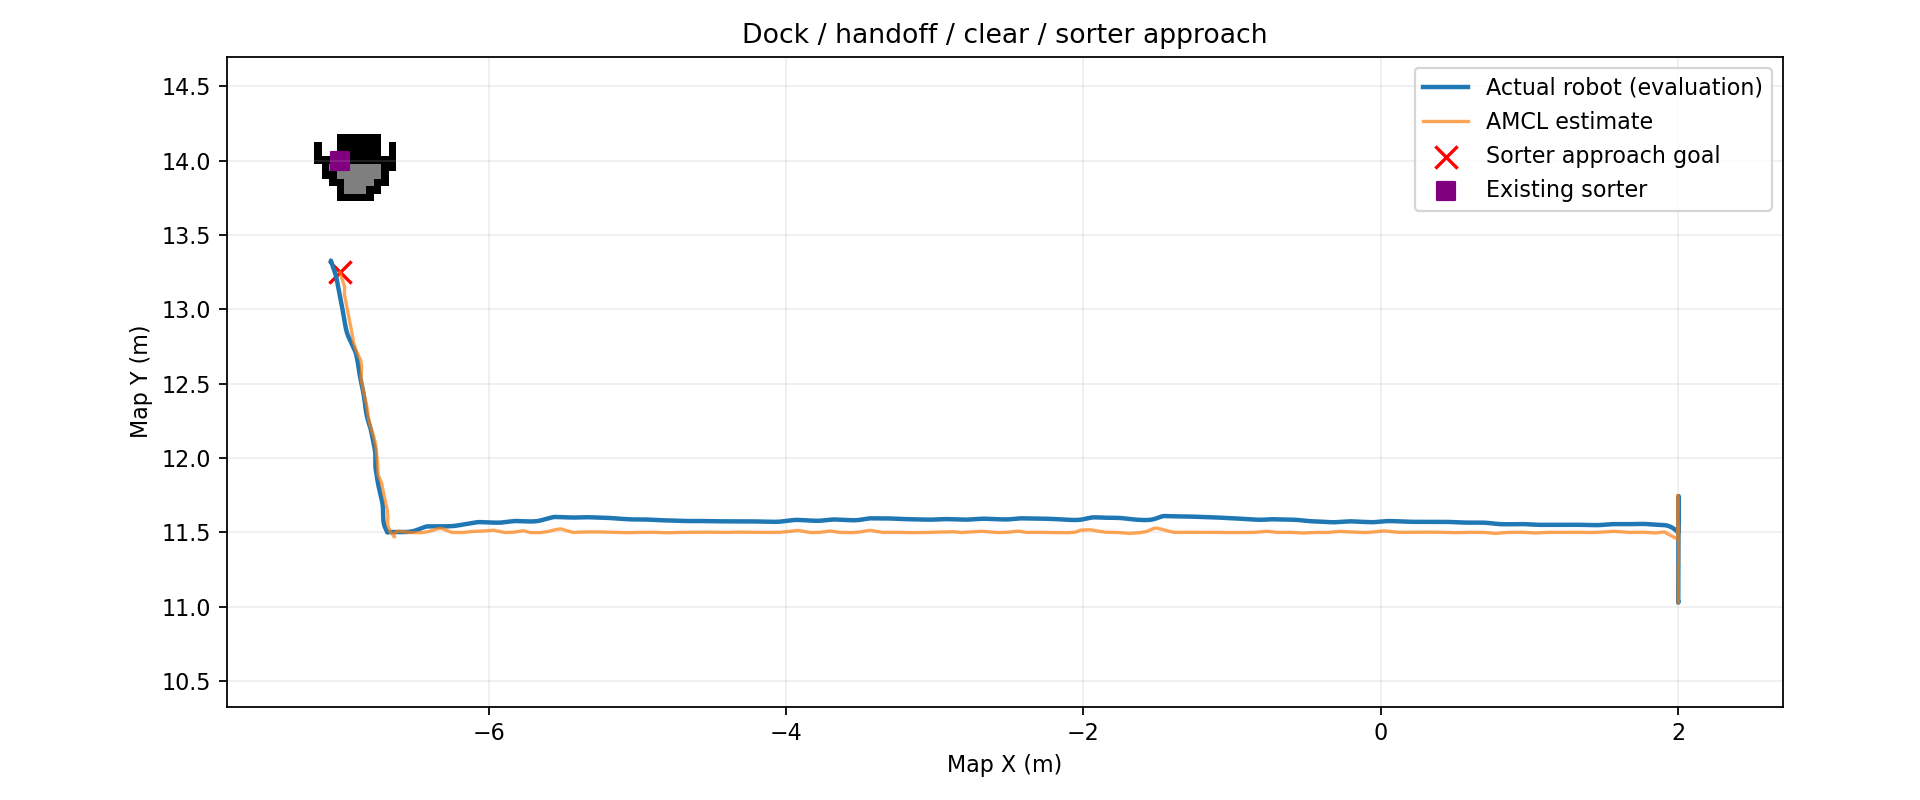 Dock / handoff / clear / sorter approach
Actual robot (evaluation)
AMCL estimate
Sorter approach goal
Existing sorter
Map Y (m)
14.5
14.0
13.5
13.0
12.5
12.0
11.5
11.0
10.5
−6
−4
−2
0
2
Map X (m)